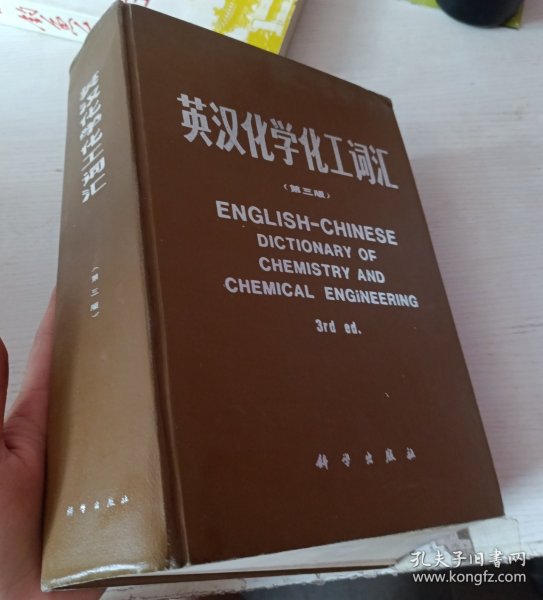 英汉化学化工词汇
（第三版）
ENGLISH-CHINESE
DICTIONARY OF
CHEMISTRY AND
CHEMICAL ENGINEERING
3rd ed.
科学出版社
英汉化学化工词汇
（第三版）
科学出版社
孔夫子旧书网
www.kongfz.com